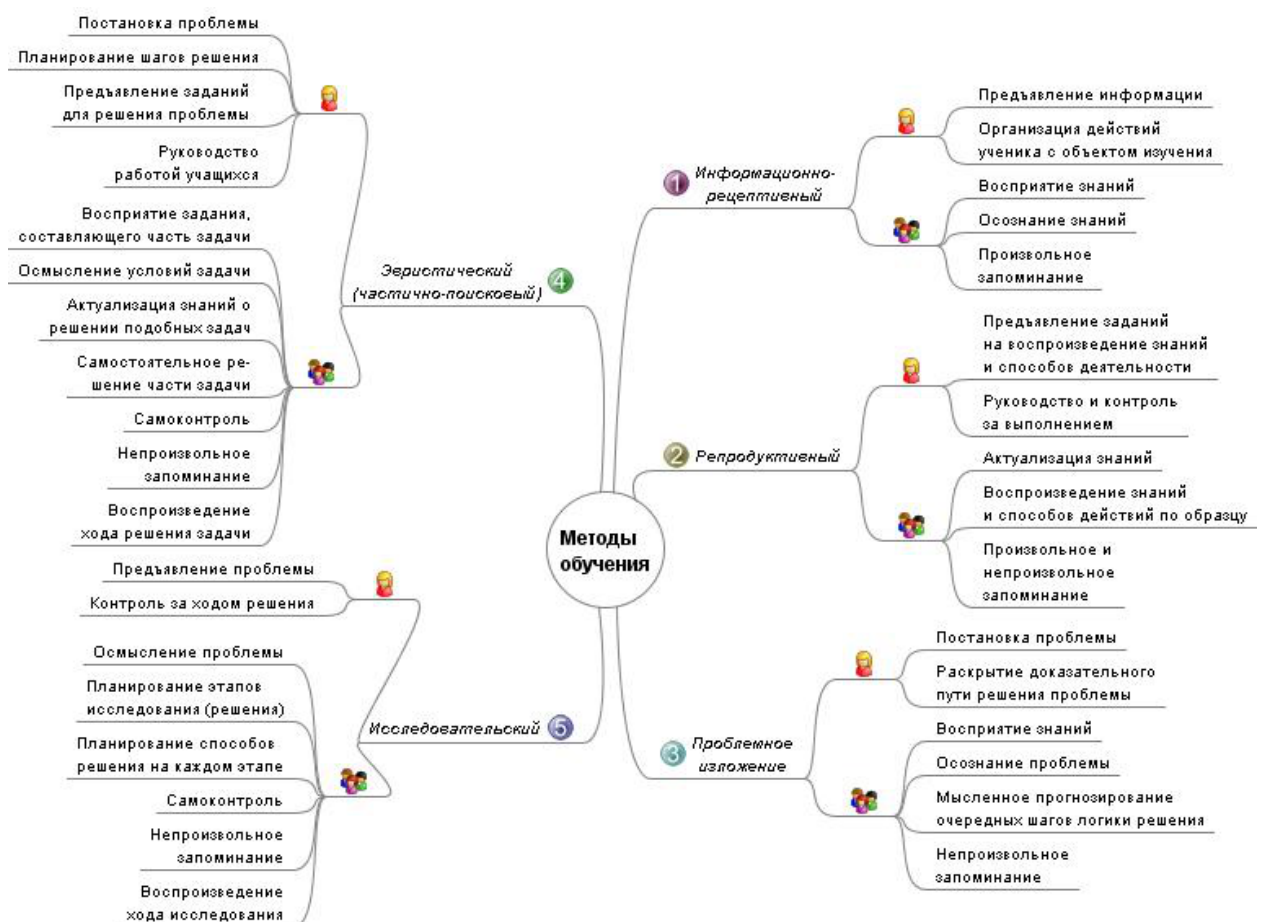 Методы
обучения
1
Информационно-
рецептивный
Предъявление информации
Организация действий
ученика с объектом изучения
Восприятие знаний
Осознание знаний
Произвольное
запоминание
2
Репродуктивный
Предъявление заданий
на воспроизведение знаний
и способов деятельности
Руководство и контроль
за выполнением
Актуализация знаний
Воспроизведение знаний
и способов действий по образцу
Произвольное и
непроизвольное
запоминание
3
Проблемное
изложение
Постановка проблемы
Раскрытие доказательного
пути решения проблемы
Восприятие знаний
Осознание проблемы
Мысленное прогнозирование
очередных шагов логики решения
Непроизвольное
запоминание
4
Эвристический
(частично-поисковый)
Постановка проблемы
Планирование шагов решения
Предъявление заданий
для решения проблемы
Руководство
работой учащихся
Восприятие задания,
составляющего часть задачи
Осмысление условий задачи
Актуализация знаний о
решении подобных задач
Самостоятельное ре-
шение части задачи
Самоконтроль
Непроизвольное
запоминание
Воспроизведение
хода решения задачи
5
Исследовательский
Предъявление проблемы
Контроль за ходом решения
Осмысление проблемы
Планирование этапов
исследования (решения)
Планирование способов
решения на каждом этапе
Самоконтроль
Непроизвольное
запоминание
Воспроизведение
хода исследования